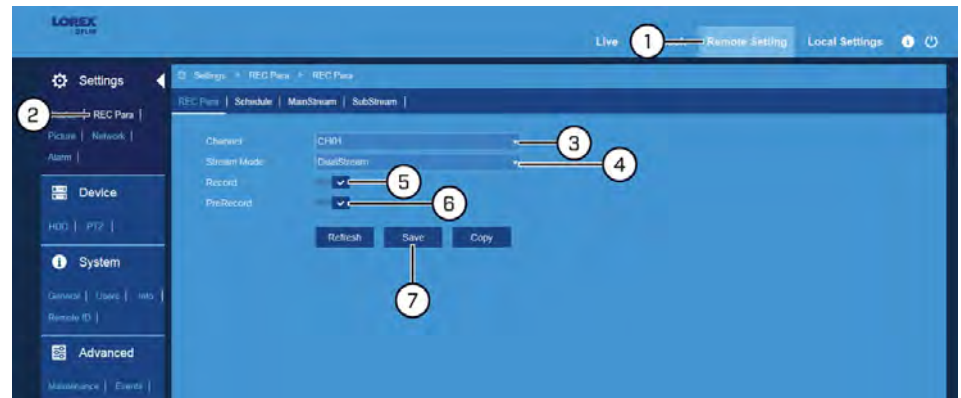 LOREX
Live
1
Remote Setting
Local Settings
Settings
Settings
REC Para
REC Para
2
REC Para |
Picture | Network |
Alarm |
REC Para | Schedule | MainStream | SubStream |
Channel
CH01
3
Stream Mode
DualStream
4
Record
5
PreRecord
6
Refresh
Save
Copy
7
Device
HDD | PTZ |
System
General | Users | Info |
Remote ID |
Advanced
Maintenance | Events |